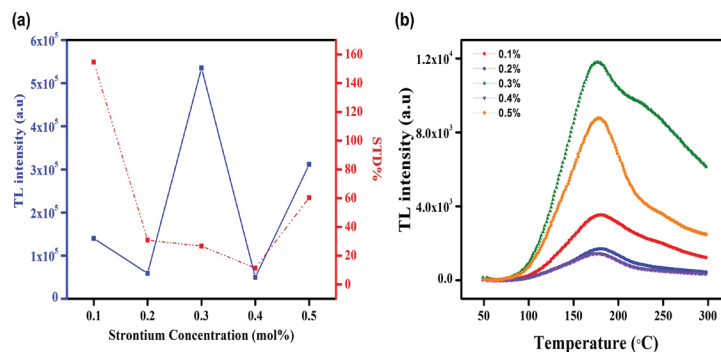 (a)
6x10⁵
5x10⁵
4x10⁵
3x10⁵
2x10⁵
1x10⁵
0
TL intensity (a.u)
160
140
120
100
80
60
40
20
0
STD%
0.1 0.2 0.3 0.4 0.5
Strontium Concentration (mol%)
(b)
1.2x10⁴
8.0x10³
4.0x10³
0.0
TL intensity (a.u)
0.1%
0.2%
0.3%
0.4%
0.5%
50 100 150 200 250 300
Temperature (°C)